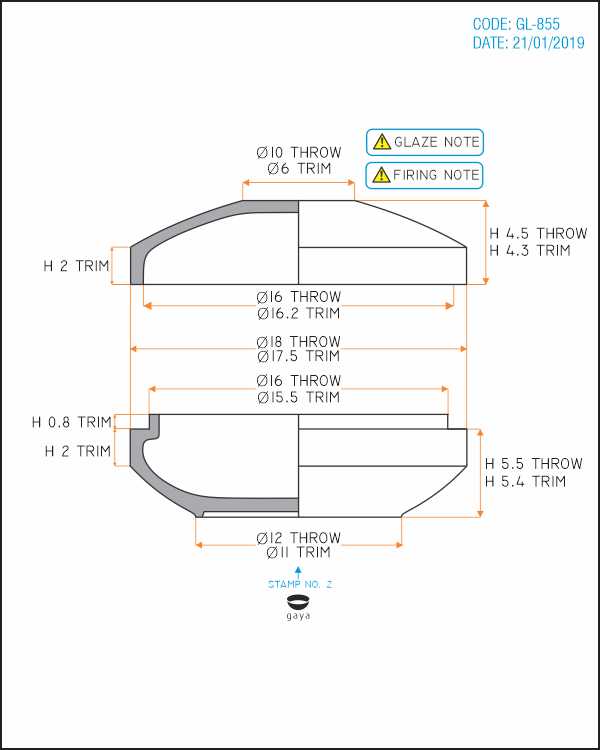 CODE: GL-855
DATE: 21/01/2019
GLAZE NOTE
FIRING NOTE
Ø10 THROW
Ø6 TRIM
H 4.5 THROW
H 4.3 TRIM
H 2 TRIM
Ø16 THROW
Ø16.2 TRIM
Ø18 THROW
Ø17.5 TRIM
Ø16 THROW
Ø15.5 TRIM
H 0.8 TRIM
H 2 TRIM
H 5.5 THROW
H 5.4 TRIM
Ø12 THROW
Ø11 TRIM
STAMP NO. 2
gaya